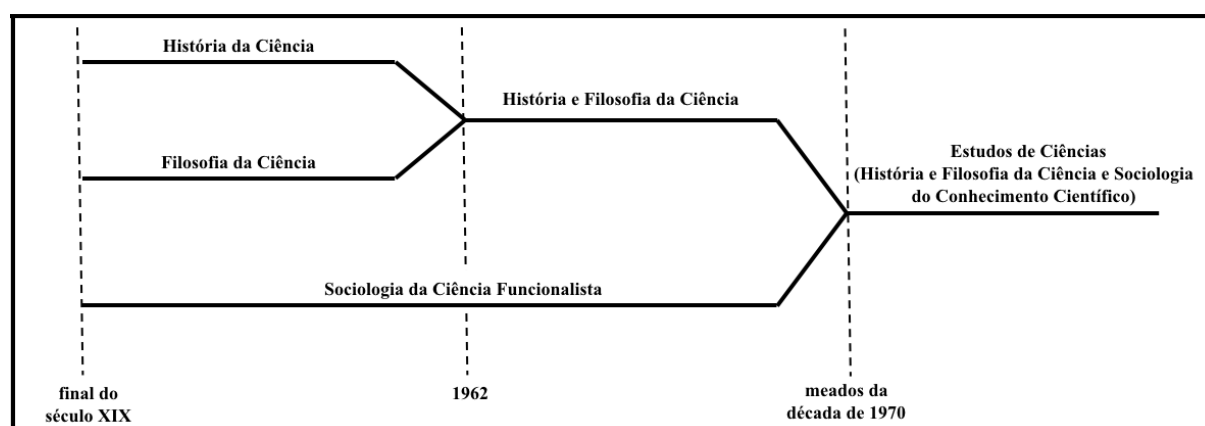 História da Ciência
História e Filosofia da Ciência
Filosofia da Ciência
Estudos de Ciências
(História e Filosofia da Ciência e Sociologia
do Conhecimento Científico)
Sociologia da Ciência Funcionalista
final do
século XIX
1962
meados da
década de 1970